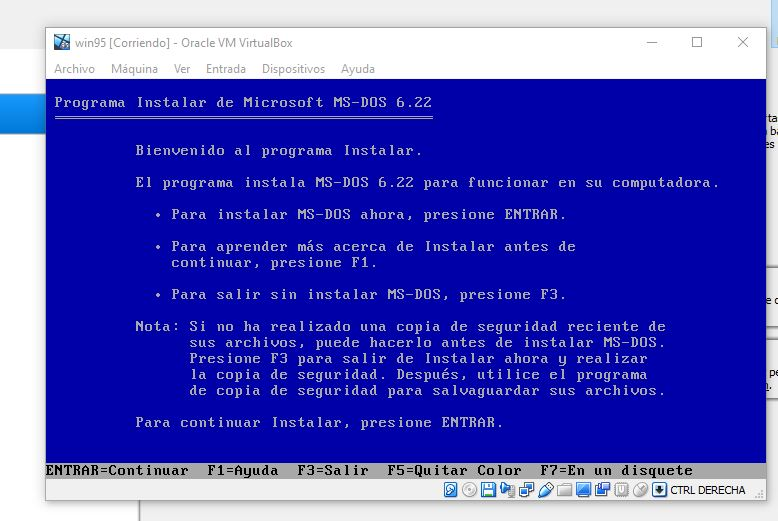 win95 [Corriendo] - Oracle VM VirtualBox
Archivo Máquina Ver Entrada Dispositivos Ayuda
Programa Instalar de Microsoft MS-DOS 6.22
Bienvenido al programa Instalar.
El programa instala MS-DOS 6.22 para funcionar en su computadora.
• Para instalar MS-DOS ahora, presione ENTRAR.
• Para aprender más acerca de Instalar antes de
continuar, presione F1.
• Para salir sin instalar MS-DOS, presione F3.
Nota: Si no ha realizado una copia de seguridad reciente de
sus archivos, puede hacerlo antes de instalar MS-DOS.
Presione F3 para salir de Instalar ahora y realizar
la copia de seguridad. Después, utilice el programa
de copia de seguridad para salvaguardar sus archivos.
Para continuar Instalar, presione ENTRAR.
ENTRAR=Continuar F1=Ayuda F3=Salir F5=Quitar Color F7=En un disquete
CTRL DERECHA